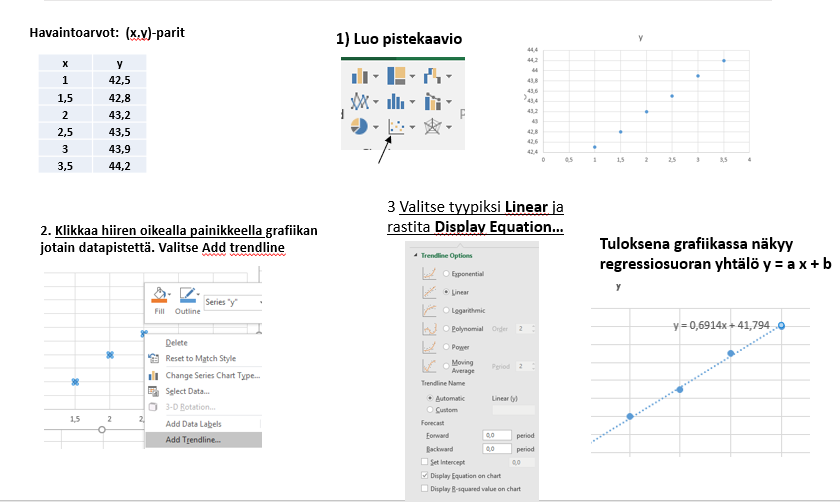 Havaintoarvot: (x,y)-parit
x y
1 42,5
1,5 42,8
2 43,2
2,5 43,5
3 43,9
3,5 44,2
1) Luo pistekaavio
y
44,4
44,2
44
43,8
43,6
43,4
43,2
43
42,8
42,6
42,4
0 0,5 1 1,5 2 2,5 3 3,5 4
2. Klikkaa hiiren oikealla painikkeella grafiikan
jotain datapistettä. Valitse Add trendline
Series "y"
Fill Outline
Delete
Reset to Match Style
Change Series Chart Type...
Select Data...
3-D Rotation...
Add Data Labels
Add Trendline...
1,5 2 2,
3 Valitse tyypiksi Linear ja
rastita Display Equation...
Trendline Options
Exponential
Linear
Logarithmic
Polynomial Order 2
Power
Moving
Average Period 2
Trendline Name
Automatic Linear (y)
Custom
Forecast
Forward 0,0 period
Backward 0,0 period
Set Intercept 0,0
Display Equation on chart
Display R-squared value on chart
Tuloksena grafiikassa näkyy
regressiosuoran yhtälö y = a x + b
y
y = 0,6914x + 41,794